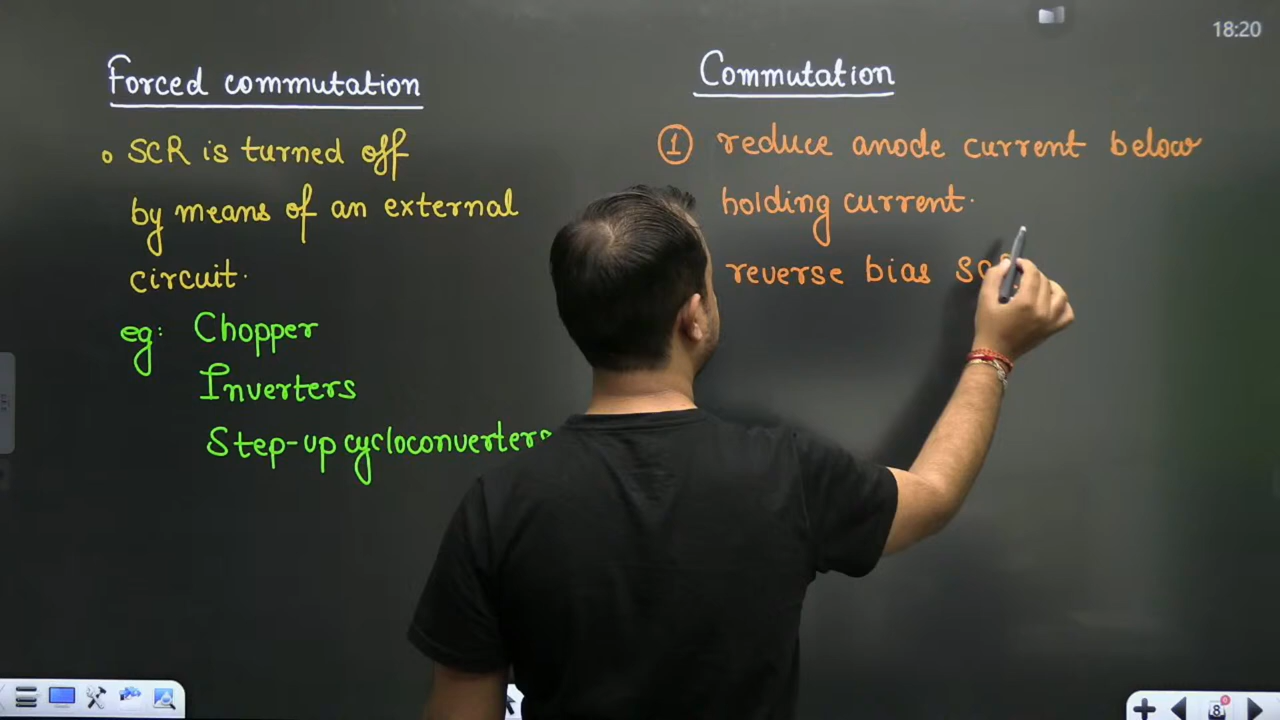 Forced commutation
SCR is turned off
by means of an external
circuit.
eg: Chopper
Inverters
Step-up cycloconverters
18:20
Commutation
① reduce anode current below
holding current.
reverse bias
8